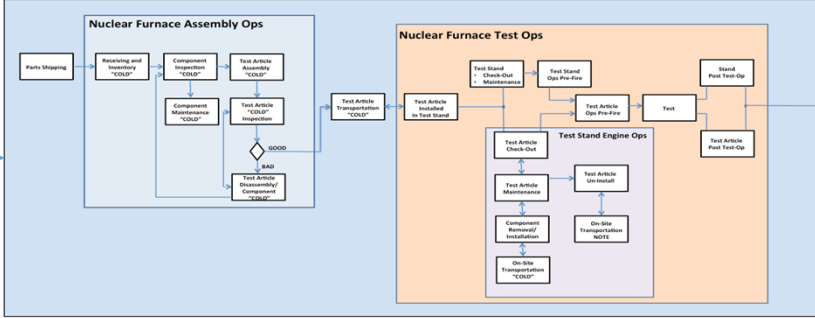 Nuclear Furnace Assembly Ops
Parts Shipping
Receiving and
Inventory
"COLD"
Component
Inspection
"COLD"
Test Article
Assembly
"COLD"
Component
Maintenance
"COLD"
Test Article
"COLD"
Inspection
GOOD
BAD
Test Article
Disassembly/
Component
"COLD"
Test Article
Transportation
"COLD"
Nuclear Furnace Test Ops
Test Article
Installed
In Test Stand
Test Stand
• Check-Out
• Maintenance
Test Stand
Ops Pre-Fire
Test Article
Ops Pre-Fire
Test
Stand
Post Test-Op
Test Article
Post Test-Op
Test Stand Engine Ops
Test Article
Check-Out
Test Article
Maintenance
Test Article
Un-Install
Component
Removal/
Installation
On-Site
Transportation
NOTE
On-Site
Transportation
"COLD"